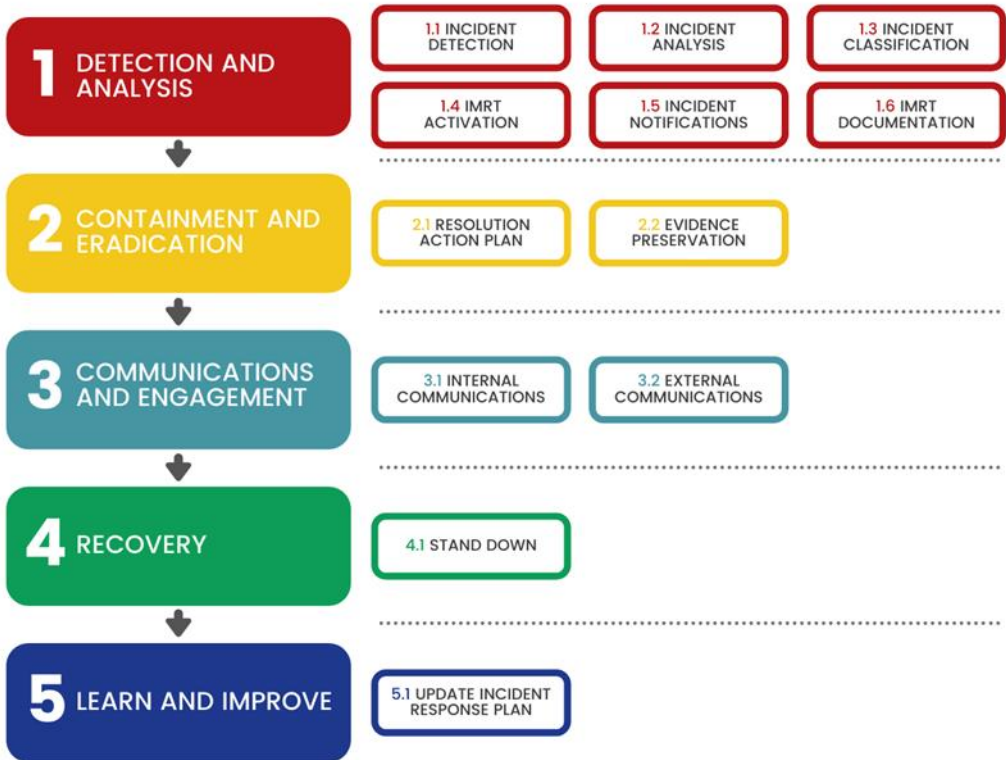 1 DETECTION AND
ANALYSIS
1.1 INCIDENT
DETECTION
1.2 INCIDENT
ANALYSIS
1.3 INCIDENT
CLASSIFICATION
1.4 IMRT
ACTIVATION
1.5 INCIDENT
NOTIFICATIONS
1.6 IMRT
DOCUMENTATION
2 CONTAINMENT AND
ERADICATION
2.1 RESOLUTION
ACTION PLAN
2.2 EVIDENCE
PRESERVATION
3 COMMUNICATIONS
AND ENGAGEMENT
3.1 INTERNAL
COMMUNICATIONS
3.2 EXTERNAL
COMMUNICATIONS
4 RECOVERY
4.1 STAND DOWN
5 LEARN AND IMPROVE
5.1 UPDATE INCIDENT
RESPONSE PLAN